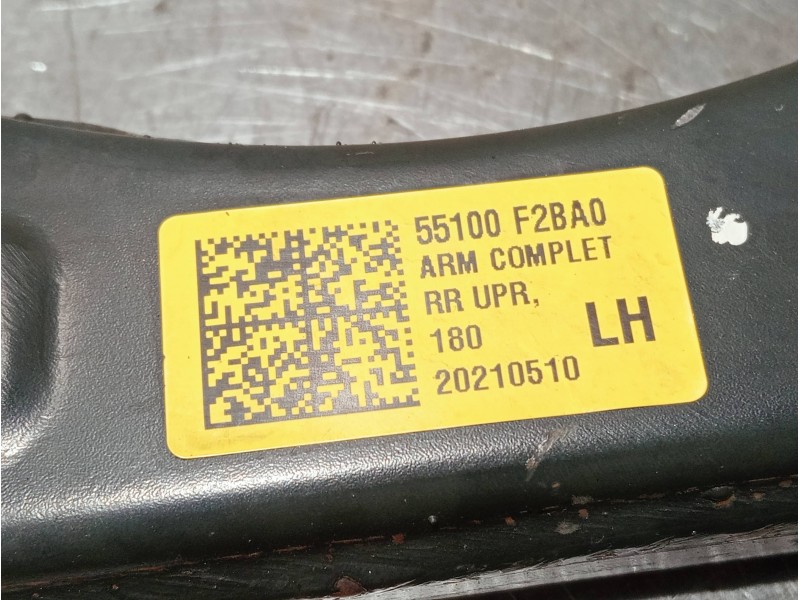 55100 F2BA0
ARM COMPLET
RR UPR,
180
LH
20210510